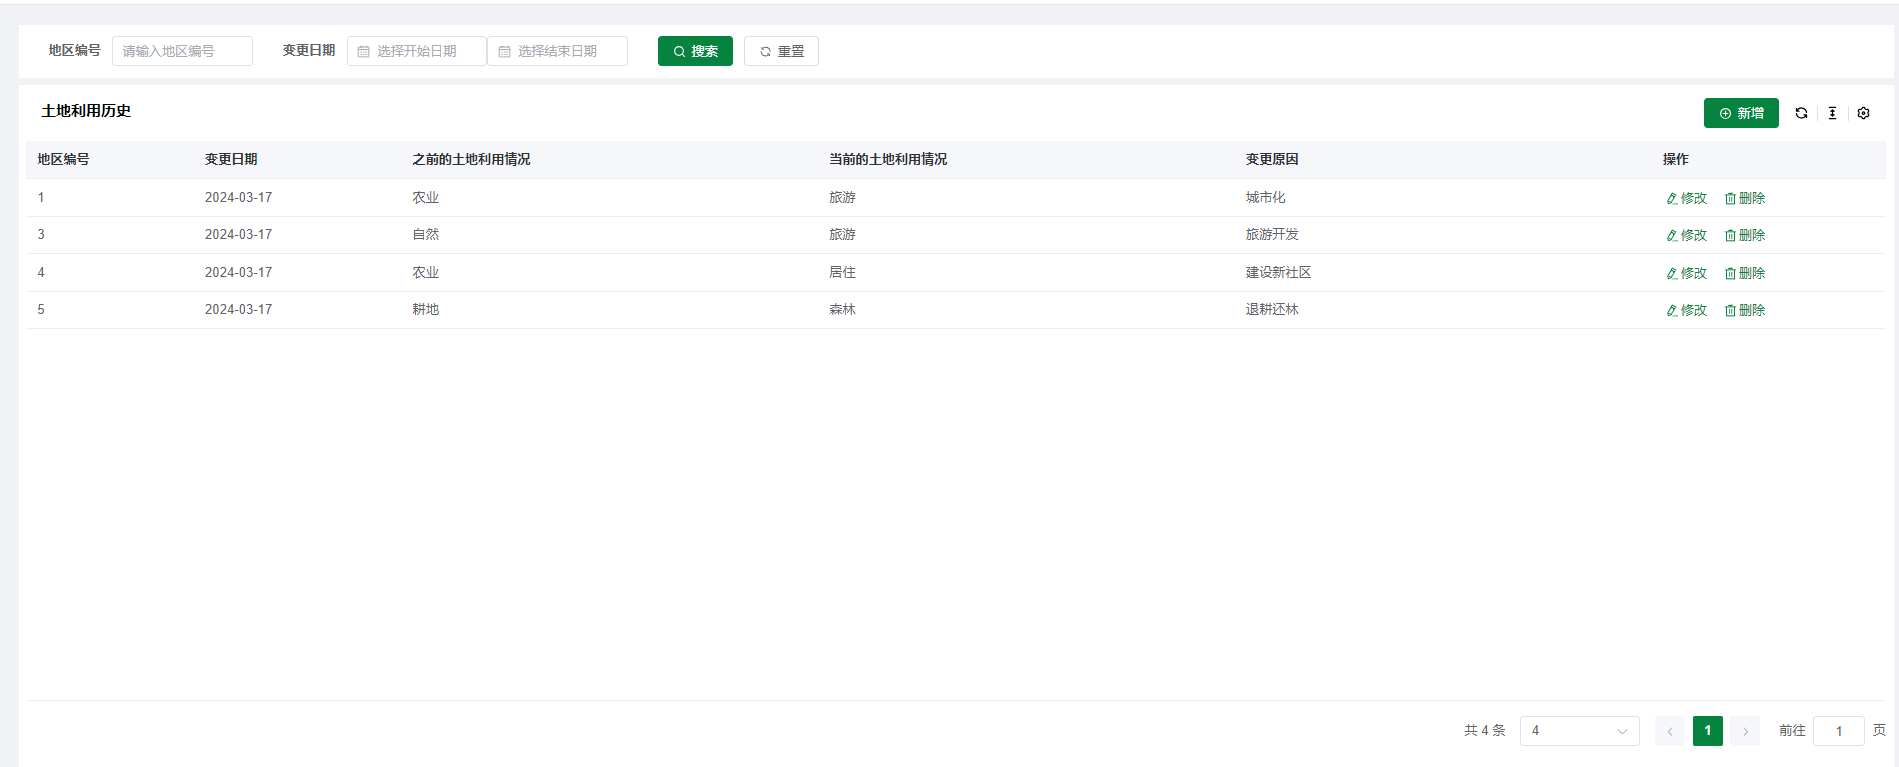 地区编号 请输入地区编号 变更日期 选择开始日期 选择结束日期 搜索 重置
土地利用历史 新增
地区编号 变更日期 之前的土地利用情况 当前的土地利用情况 变更原因 操作
1 2024-03-17 农业 旅游 城市化 修改 删除
3 2024-03-17 自然 旅游 旅游开发 修改 删除
4 2024-03-17 农业 居住 建设新社区 修改 删除
5 2024-03-17 耕地 森林 退耕还林 修改 删除
共 4 条 4 1 前往 1 页